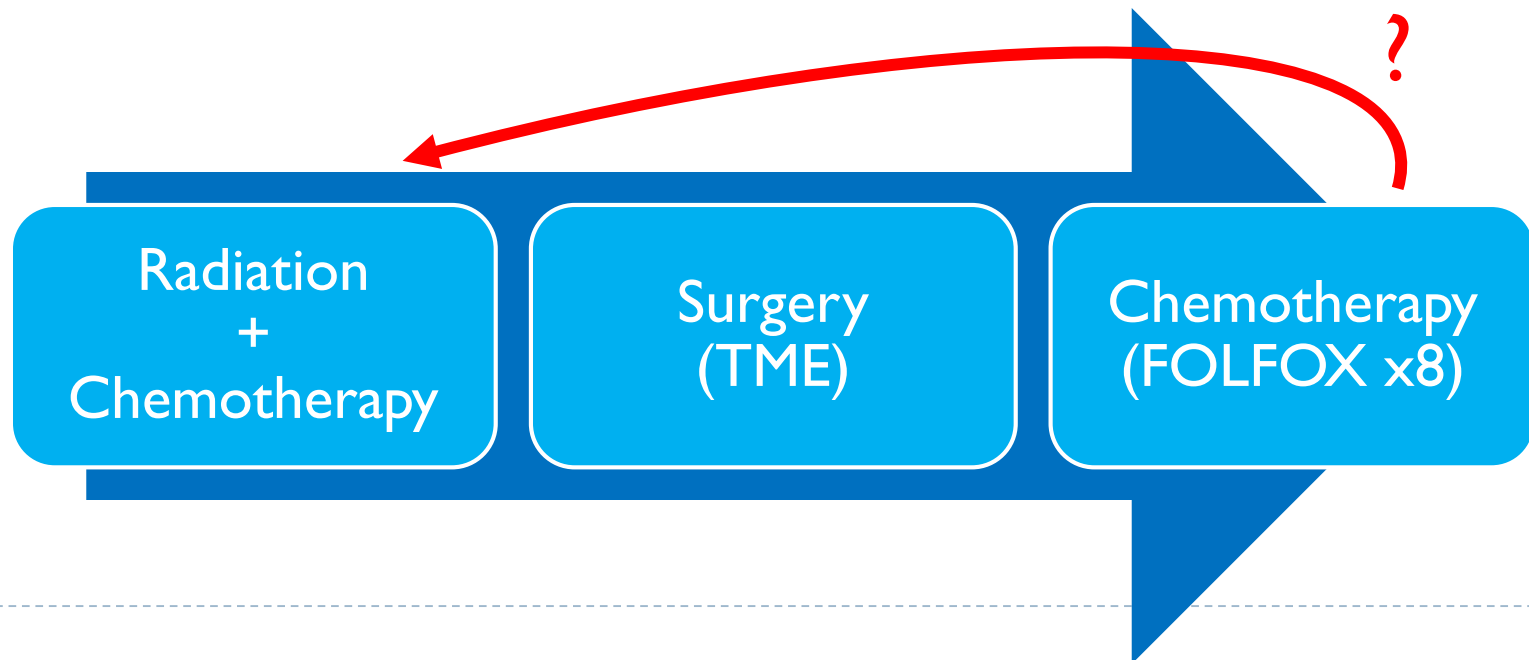 ?
Radiation
+
Chemotherapy
Surgery
(TME)
Chemotherapy
(FOLFOX x8)